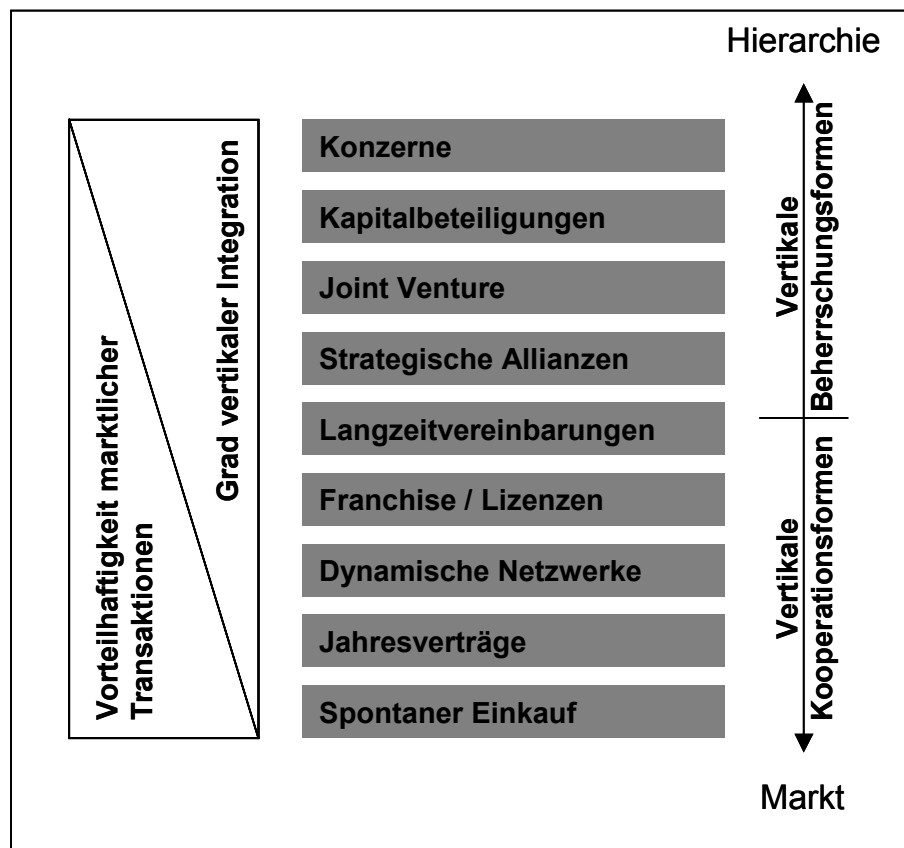 Hierarchie
Vorteilhaftigkeit marktlicher
Transaktionen
Grad vertikaler Integration
Konzerne
Kapitalbeteiligungen
Joint Venture
Strategische Allianzen
Langzeitvereinbarungen
Franchise / Lizenzen
Dynamische Netzwerke
Jahresverträge
Spontaner Einkauf
Vertikale
Beherrschungsformen
Vertikale
Kooperationsformen
Markt